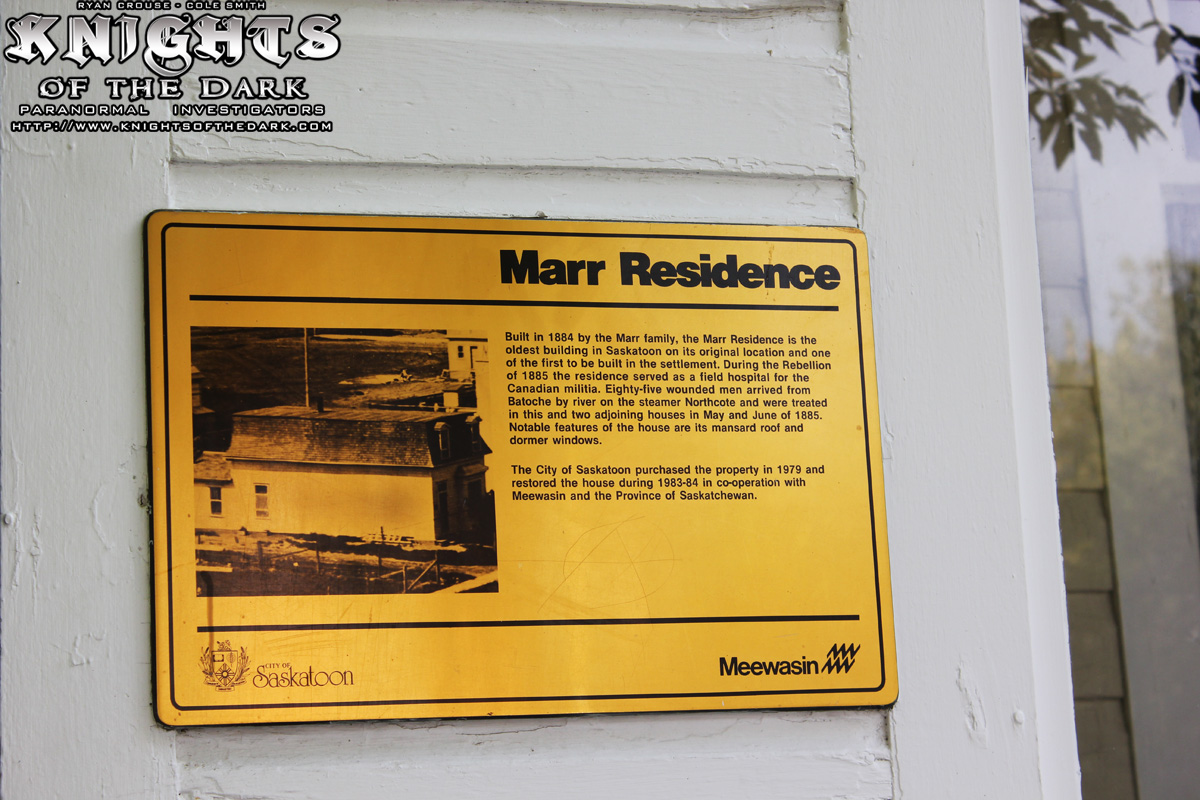 RYAN CROUSE - COLE SMITH
KNIGHTS
OF THE DARK
PARANORMAL INVESTIGATORS
HTTP://WWW.KNIGHTSOFTHEDARK.COM
Marr Residence
Built in 1884 by the Marr family, the Marr Residence is the
oldest building in Saskatoon on its original location and one
of the first to be built in the settlement. During the Rebellion
of 1885 the residence served as a field hospital for the
Canadian militia. Eighty-five wounded men arrived from
Batoche by river on the steamer Northcote and were treated
in this and two adjoining houses in May and June of 1885.
Notable features of the house are its mansard roof and
dormer windows.
The City of Saskatoon purchased the property in 1979 and
restored the house during 1983-84 in co-operation with
Meewasin and the Province of Saskatchewan.
CITY OF
Saskatoon
Meewasin